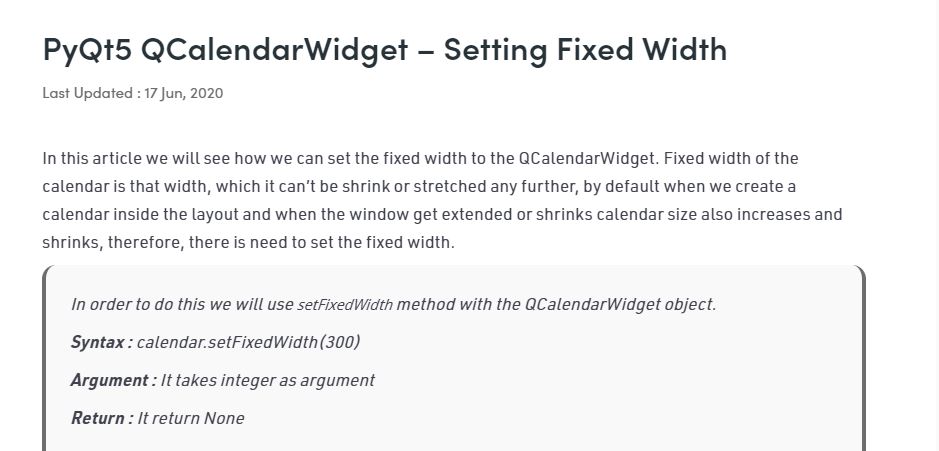 PyQt5 QCalendarWidget – Setting Fixed Width
Last Updated : 17 Jun, 2020
In this article we will see how we can set the fixed width to the QCalendarWidget. Fixed width of the
calendar is that width, which it can't be shrink or stretched any further, by default when we create a
calendar inside the layout and when the window get extended or shrinks calendar size also increases and
shrinks, therefore, there is need to set the fixed width.
In order to do this we will use setFixedWidth method with the QCalendarWidget object.
Syntax : calendar.setFixedWidth(300)
Argument : It takes integer as argument
Return : It return None